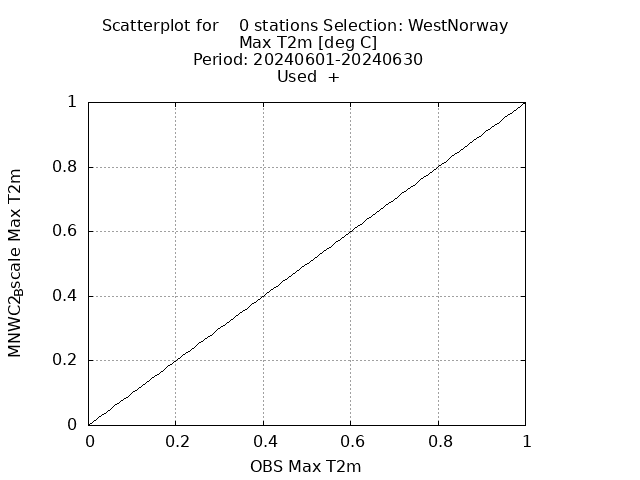 Scatterplot for    0 stations Selection: WestNorway
Max T2m [deg C]
Period: 20240601-20240630
Used  +
1
0.8
0.6
0.4
0.2
0
MNWC2Bscale Max T2m
0
0.2
0.4
0.6
0.8
1
OBS Max T2m